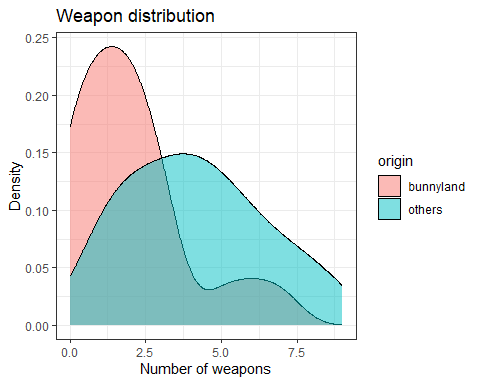 Weapon distribution
0.25
0.20
0.15
0.10
0.05
0.00
Density
0.0
2.5
5.0
7.5
Number of weapons
origin
bunnyland
others